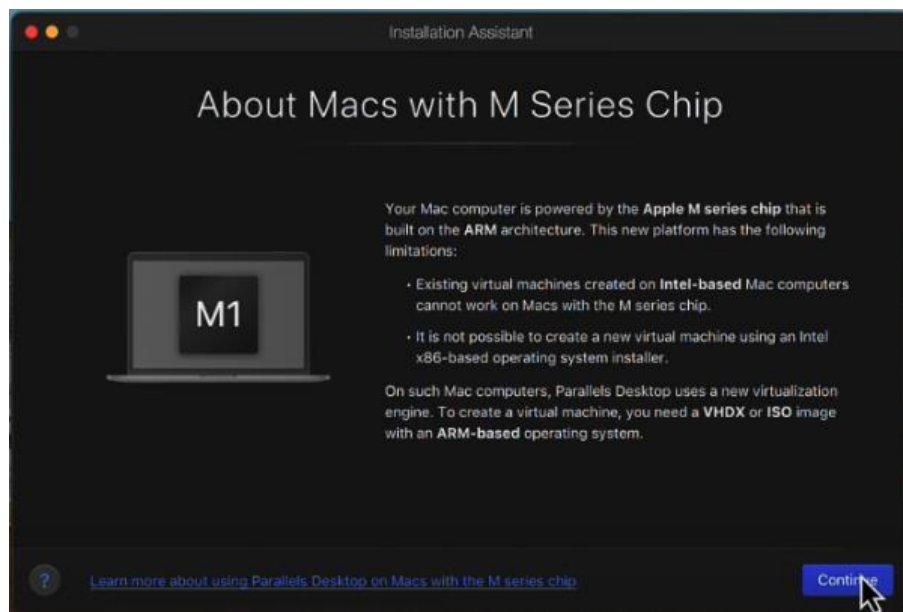 Installation Assistant
About Macs with M Series Chip
Your Mac computer is powered by the Apple M series chip that is
built on the ARM architecture. This new platform has the following
limitations:
• Existing virtual machines created on Intel-based Mac computers
cannot work on Macs with the M series chip.
M1
• It is not possible to create a new virtual machine using an Intel
x86-based operating system installer.
On such Mac computers, Parallels Desktop uses a new virtualization
engine. To create a virtual machine, you need a VHDX or ISO image
with an ARM-based operating system.
? Learn more about using Parallels Desktop on Macs with the M series chip
Continue